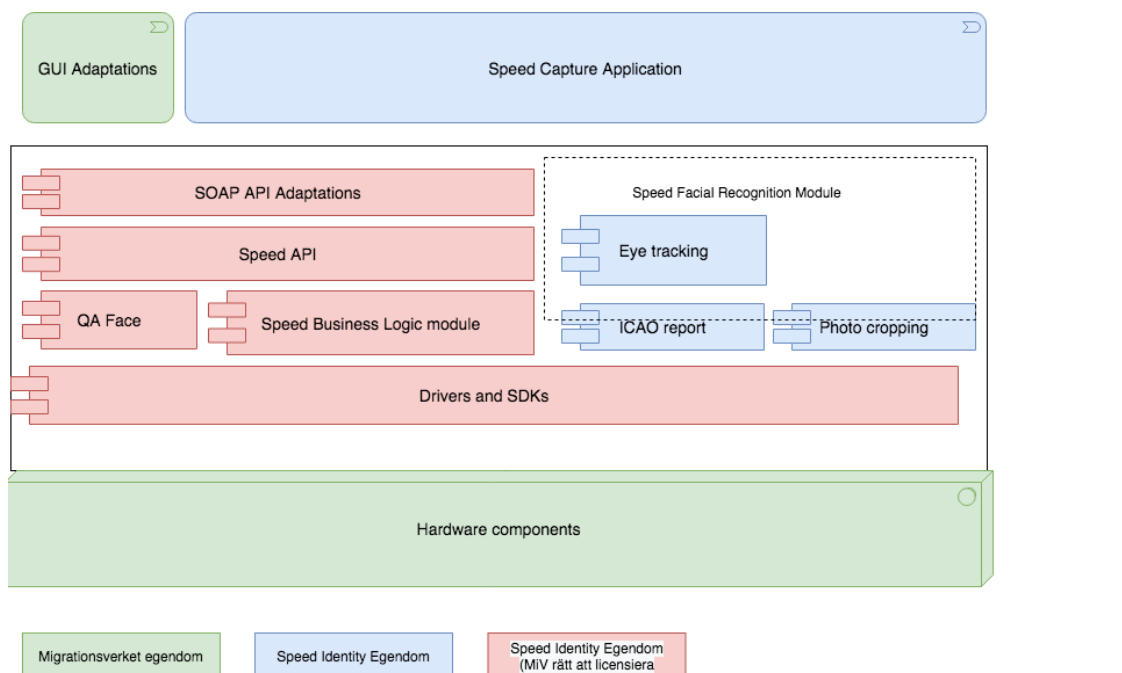 GUI Adaptations
Speed Capture Application
SOAP API Adaptations
Speed Facial Recognition Module
Speed API
Eye tracking
QA Face
Speed Business Logic module
ICAO report
Photo cropping
Drivers and SDKs
Hardware components
Migrationsverket egendom
Speed Identity Egendom
Speed Identity Egendom
(MiV rätt att licensiera